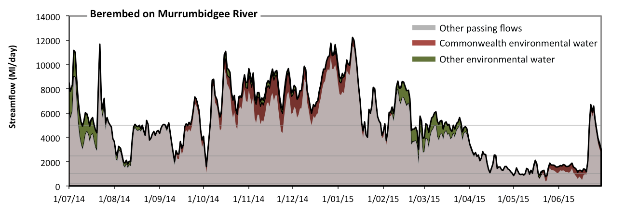 Berembed on Murrumbidgee River
14000
12000
10000
8000
6000
4000
2000
0
Streamflow (Ml/day)
Other passing flows
Commonwealth environmental water
Other environmental water
1/07/14 1/08/14 1/09/14 1/10/14 1/11/14 1/12/14 1/01/15 1/02/15 1/03/15 1/04/15 1/05/15 1/06/15